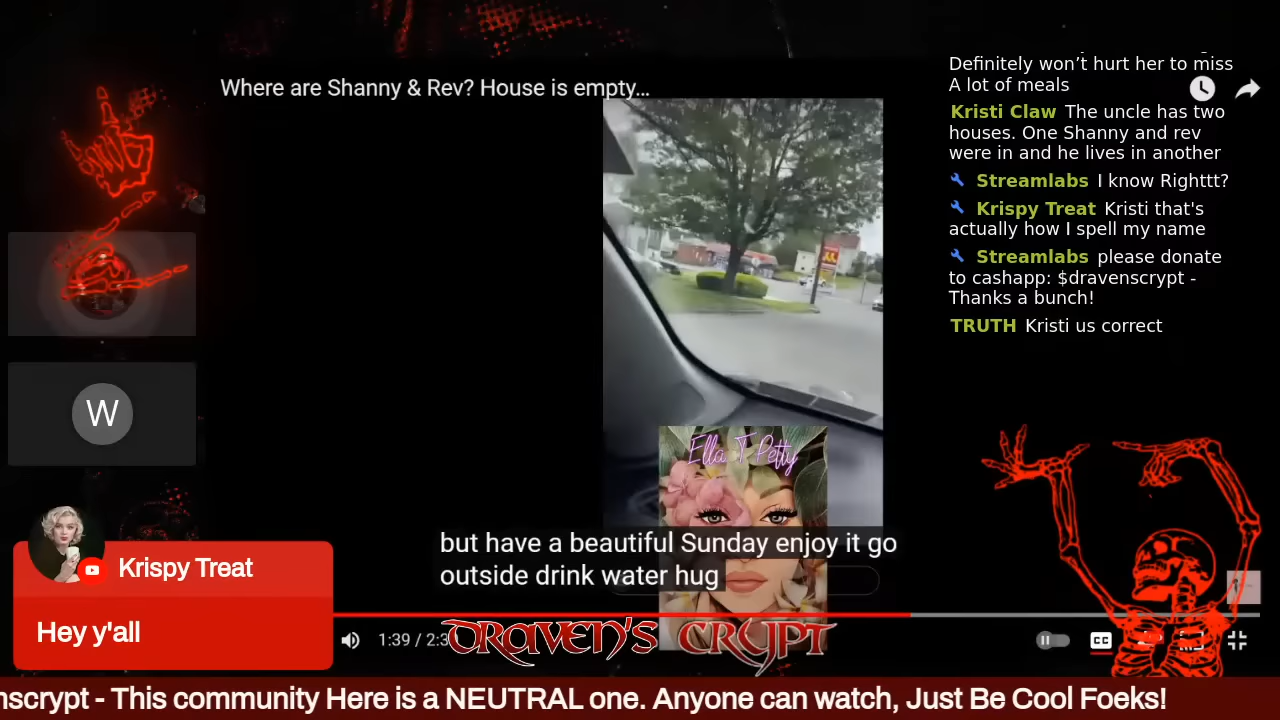 Where are Shanny & Rev? House is empty...
Definitely won't hurt her to miss
A lot of meals
Kristi Claw The uncle has two
houses. One Shanny and rev
were in and he lives in another
Streamlabs I know Righttt?
Krispy Treat Kristi that's
actually how I spell my name
Streamlabs please donate
to cashapp: $dravenscrypt -
Thanks a bunch!
TRUTH Kristi us correct
W
Ella T Petty
but have a beautiful Sunday enjoy it go
outside drink water hug
Krispy Treat
Hey y'all
1:39 / 2:3
CC
DRAVEN'S CRYPT
nscrypt - This community Here is a NEUTRAL one. Anyone can watch, Just Be Cool Foeks!